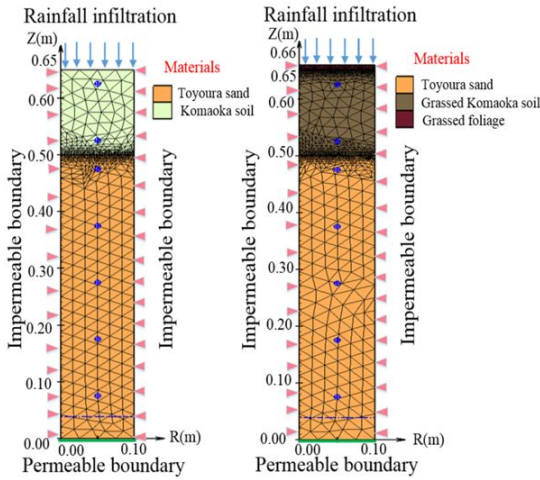 Rainfall infiltration
Z(m)
0.65
0.60
0.50
0.40
0.30
0.20
0.10
0.00
0.00
0.10
R(m)
Impermeable boundary
Impermeable boundary
Permeable boundary
Materials
Toyoura sand
Komaoka soil
Rainfall infiltration
Z(m)
0.66
0.65
0.60
0.50
0.40
0.30
0.20
0.10
0.00
0.00
0.10
R(m)
Impermeable boundary
Impermeable boundary
Permeable boundary
Materials
Toyoura sand
Grassed Komaoka soil
Grassed foliage